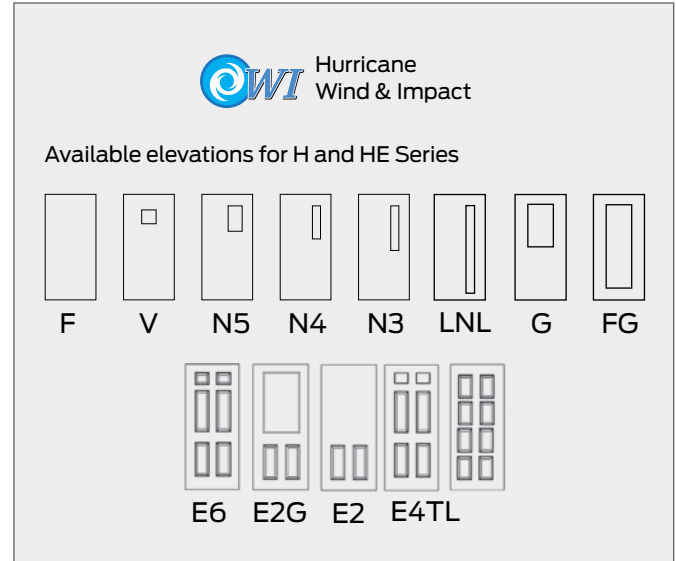 WI Hurricane
Wind & Impact
Available elevations for H and HE Series
F V N5 N4 N3 LNL G FG
E6 E2G E2 E4TL